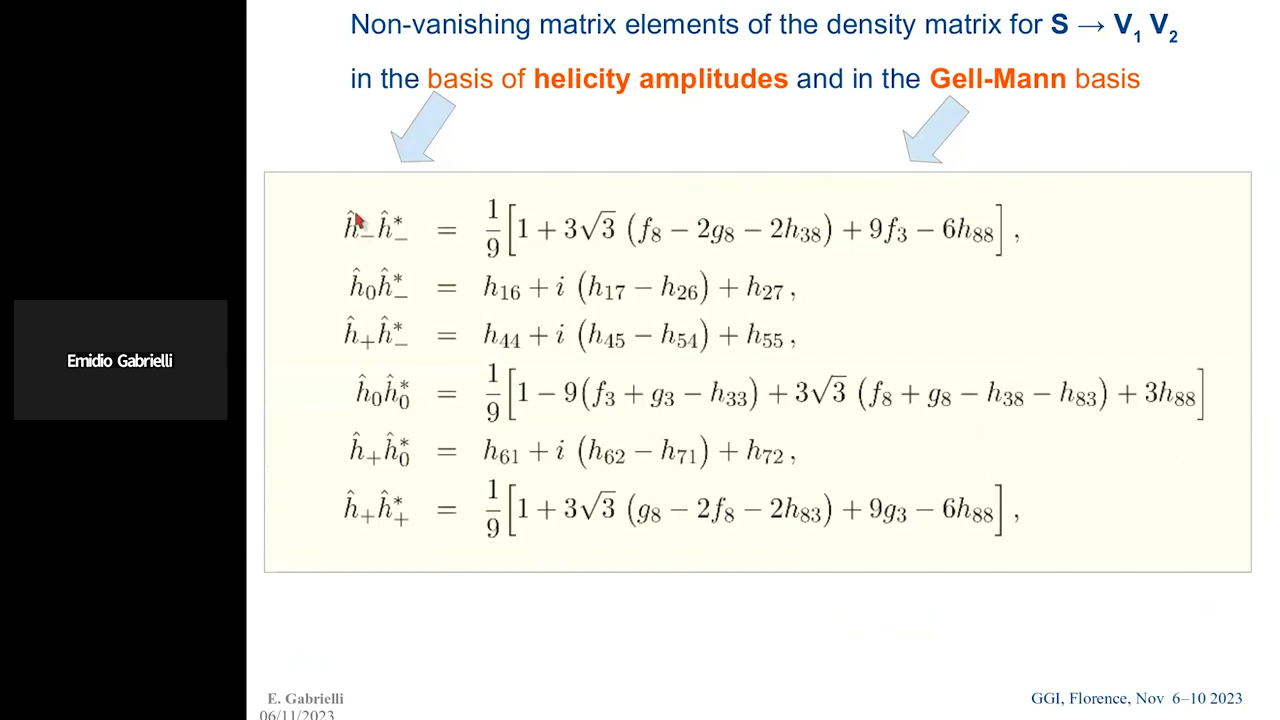 Non-vanishing matrix elements of the density matrix for S → V₁ V₂
in the basis of helicity amplitudes and in the Gell-Mann basis
ĥ₋ĥ₋* = 1/9[1 + 3√3 (f₈ − 2g₈ − 2h₃₈) + 9f₃ − 6h₈₈] ,
ĥ₀ĥ₋* = h₁₆ + i (h₁₇ − h₂₆) + h₂₇ ,
ĥ₊ĥ₋* = h₄₄ + i (h₄₅ − h₅₄) + h₅₅ ,
Emidio Gabrielli
ĥ₀ĥ₀* = 1/9[1 − 9(f₃ + g₃ − h₃₃) + 3√3 (f₈ + g₈ − h₃₈ − h₈₃) + 3h₈₈]
ĥ₊ĥ₀* = h₆₁ + i (h₆₂ − h₇₁) + h₇₂ ,
ĥ₊ĥ₊* = 1/9[1 + 3√3 (g₈ − 2f₈ − 2h₈₃) + 9g₃ − 6h₈₈] ,
E. Gabrielli
06/11/2023
GGI, Florence, Nov 6–10 2023